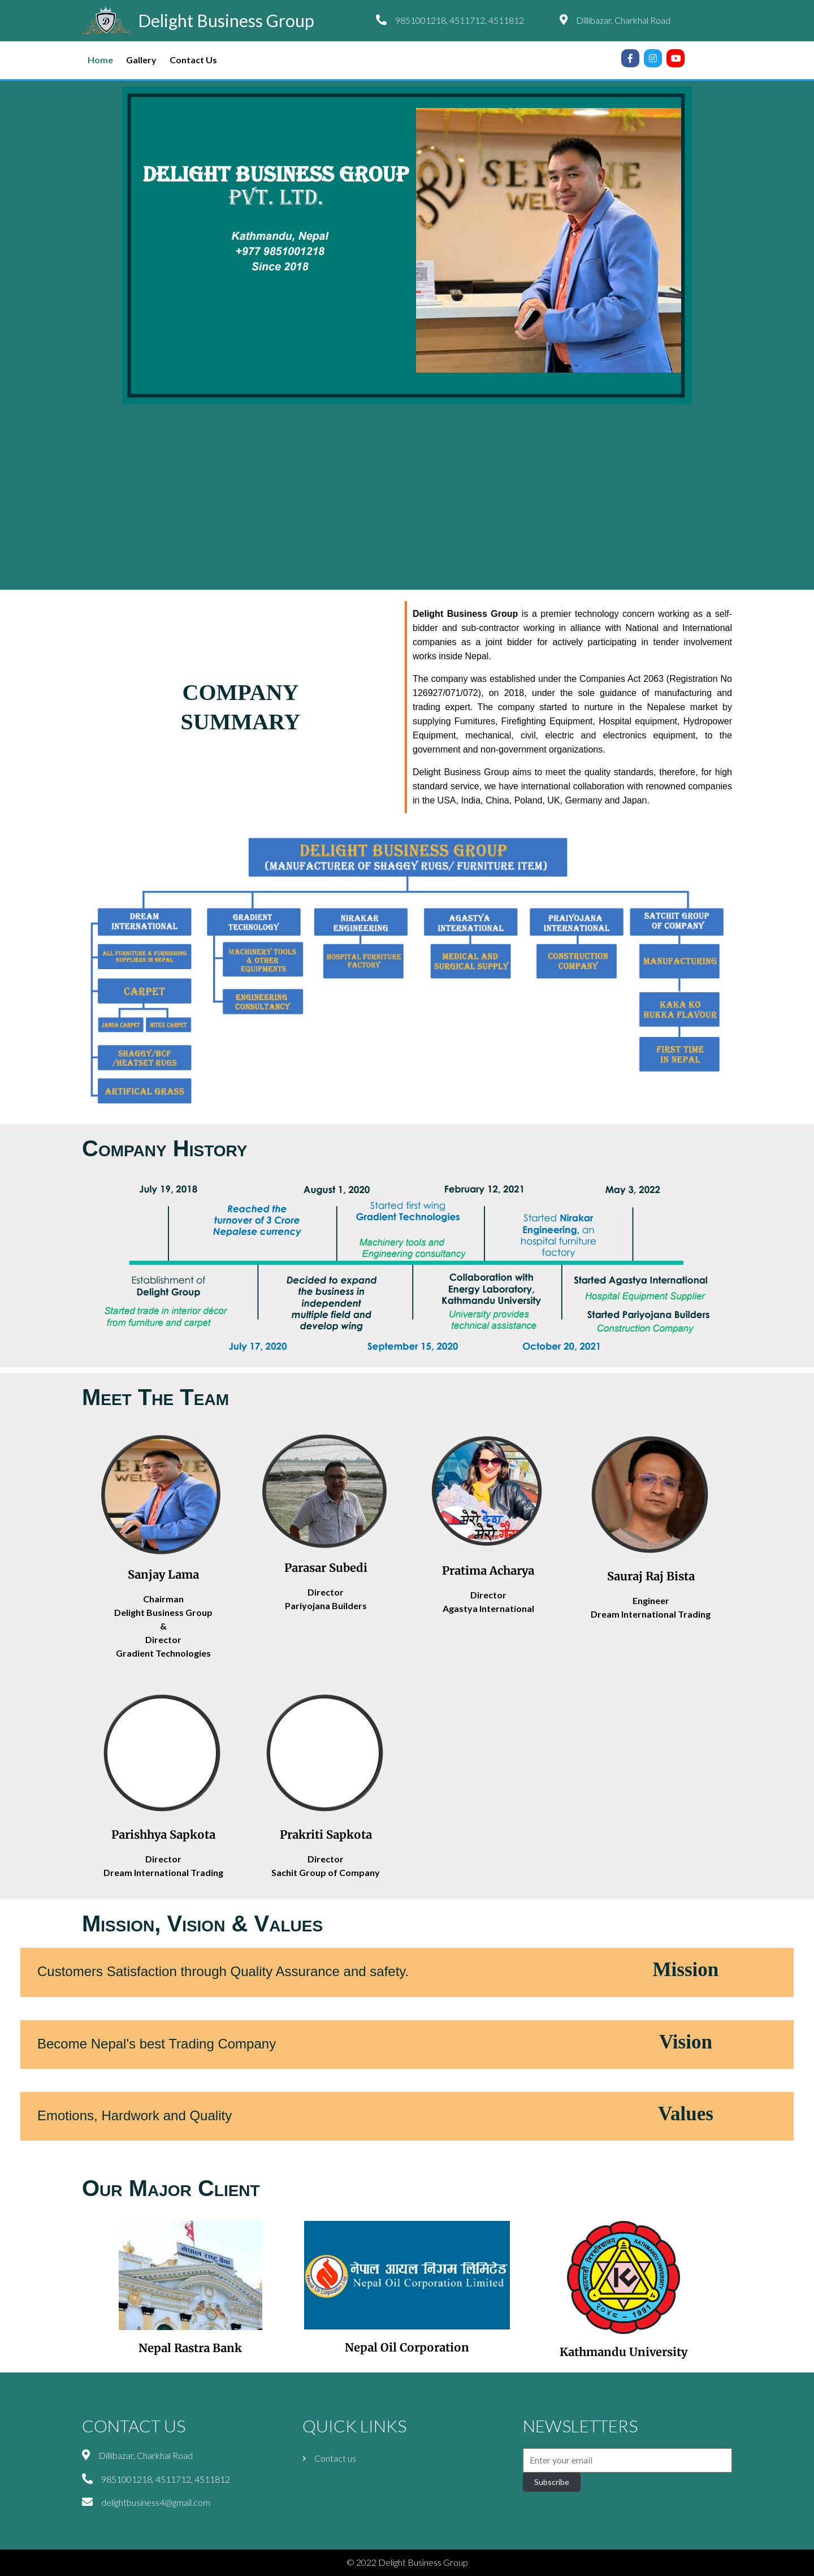 Delight Business Group
9851001218, 4511712, 4511812
Dillibazar, Charkhal Road
Home
Gallery
Contact Us
DELIGHT BUSINESS GROUP
PVT. LTD.
Kathmandu, Nepal
+977 9851001218
Since 2018
COMPANY
SUMMARY
Delight Business Group is a premier technology concern working as a self-
bidder and sub-contractor working in alliance with National and International
companies as a joint bidder for actively participating in tender involvement
works inside Nepal.
The company was established under the Companies Act 2063 (Registration No
126927/071/072), on 2018, under the sole guidance of manufacturing and
trading expert. The company started to nurture in the Nepalese market by
supplying Furnitures, Firefighting Equipment, Hospital equipment, Hydropower
Equipment, mechanical, civil, electric and electronics equipment, to the
government and non-government organizations.
Delight Business Group aims to meet the quality standards, therefore, for high
standard service, we have international collaboration with renowned companies
in the USA, India, China, Poland, UK, Germany and Japan.
DELIGHT BUSINESS GROUP
(MANUFACTURER OF SHAGGY RUGS/ FURNITURE ITEM)
DREAM
INTERNATIONAL
ALL FURNITURE & FURNISHING
SUPPLIERS IN NEPAL
CARPET
JANSA CARPET
HITEX CARPET
SHAGGY/BCF
/HEATSET RUGS
ARTIFICAL GRASS
GRADIENT
TECHNOLOGY
MACHINERY TOOLS
& OTHER
EQUIPMENTS
ENGINEERING
CONSULTANCY
NIRAKAR
ENGINEERING
HOSPITAL FURNITURE
FACTORY
AGASTYA
INTERNATIONAL
MEDICAL AND
SURGICAL SUPPLY
PRAIYOJANA
INTERNATIONAL
CONSTRUCTION
COMPANY
SATCHIT GROUP
OF COMPANY
MANUFACTURING
KAKA KO
HUKKA FLAVOUR
FIRST TIME
IN NEPAL
Company History
July 19, 2018
August 1, 2020
February 12, 2021
May 3, 2022
Reached the
turnover of 3 Crore
Nepalese currency
Started first wing
Gradient Technologies
Machinery tools and
Engineering consultancy
Started Nirakar
Engineering, an
hospital furniture
factory
Establishment of
Delight Group
Started trade in interior décor
from furniture and carpet
Decided to expand
the business in
independent
multiple field and
develop wing
Collaboration with
Energy Laboratory,
Kathmandu University
University provides
technical assistance
Started Agastya International
Hospital Equipment Supplier
Started Pariyojana Builders
Construction Company
July 17, 2020
September 15, 2020
October 20, 2021
Meet The Team
मेरो देश
मेरो गौरव
Sanjay Lama
Chairman
Delight Business Group
&
Director
Gradient Technologies
Parasar Subedi
Director
Pariyojana Builders
Pratima Acharya
Director
Agastya International
Sauraj Raj Bista
Engineer
Dream International Trading
Parishhya Sapkota
Director
Dream International Trading
Prakriti Sapkota
Director
Sachit Group of Company
Mission, Vision & Values
Customers Satisfaction through Quality Assurance and safety.
Mission
Become Nepal's best Trading Company
Vision
Emotions, Hardwork and Quality
Values
Our Major Client
नेपाल आयल निगम लिमिटेड
Nepal Oil Corporation Limited
Nepal Rastra Bank
Nepal Oil Corporation
Kathmandu University
CONTACT US
Dillibazar, Charkhal Road
9851001218, 4511712, 4511812
delightbusiness4@gmail.com
QUICK LINKS
Contact us
NEWSLETTERS
Enter your email
Subscribe
© 2022 Delight Business Group